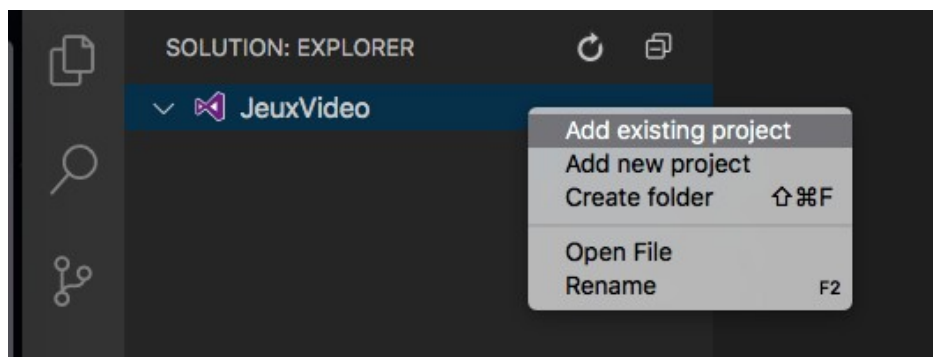 SOLUTION: EXPLORER
JeuxVideo
Add existing project
Add new project
Create folder ⇧⌘F
Open File
Rename F2